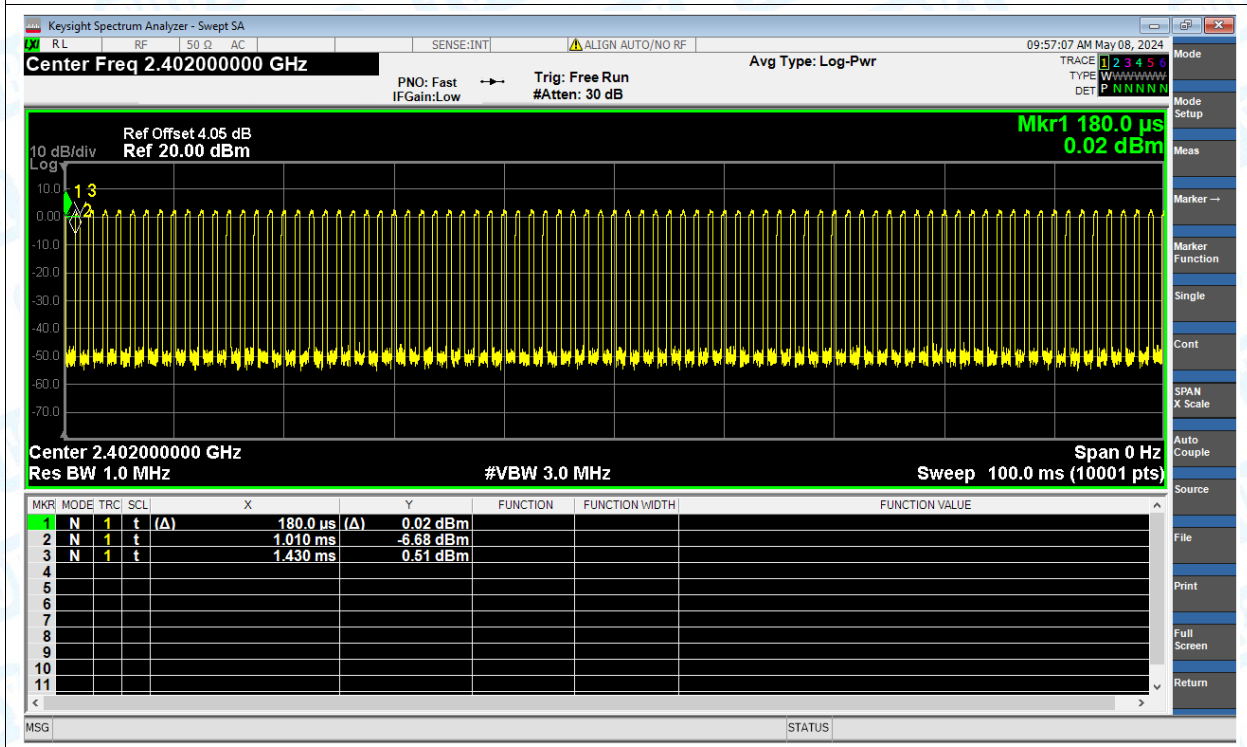 Keysight Spectrum Analyzer - Swept SA
LXI RL RF 50 Ω AC SENSE:INT ALIGN AUTO/NO RF 09:57:07 AM May 08, 2024
Center Freq 2.402000000 GHz
PNO: Fast
IFGain:Low
Trig: Free Run
#Atten: 30 dB
Avg Type: Log-Pwr
TRACE 1 2 3 4 5 6
TYPE WWWWWW
DET P N N N N N
Mkr1 180.0 µs
0.02 dBm
Ref Offset 4.05 dB
10 dB/div Ref 20.00 dBm
Log
10.0
0.00
-10.0
-20.0
-30.0
-40.0
-50.0
-60.0
-70.0
1 3
2
Center 2.402000000 GHz Span 0 Hz
Res BW 1.0 MHz #VBW 3.0 MHz Sweep 100.0 ms (10001 pts)
MKR MODE TRC SCL X Y FUNCTION FUNCTION WIDTH FUNCTION VALUE
1 N 1 t (Δ) 180.0 µs (Δ) 0.02 dBm
2 N 1 t 1.010 ms -6.68 dBm
3 N 1 t 1.430 ms 0.51 dBm
4
5
6
7
8
9
10
11
MSG STATUS
Mode
Mode
Setup
Meas
Marker →
Marker
Function
Single
Cont
SPAN
X Scale
Auto
Couple
Source
File
Print
Full
Screen
Return